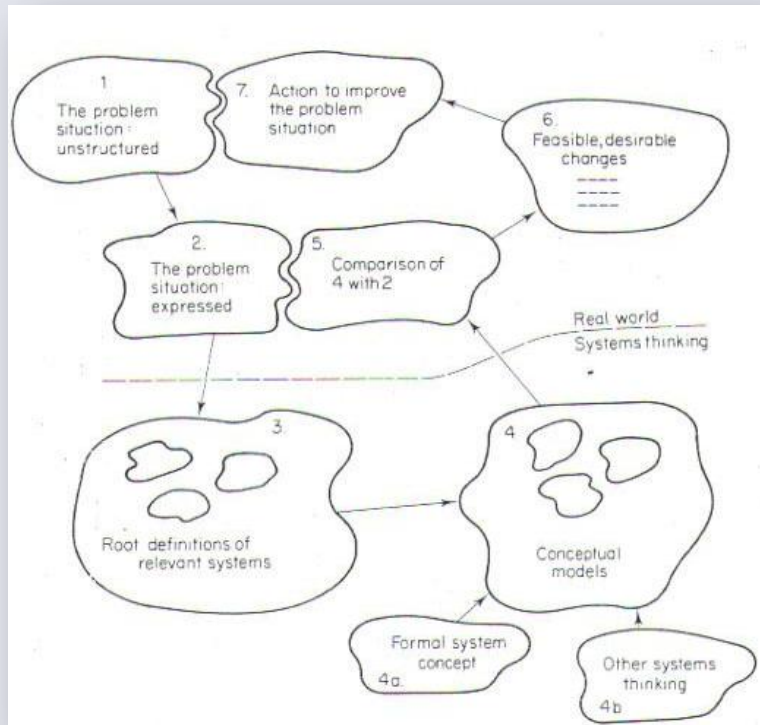 1
The problem
situation:
unstructured
7. Action to improve
the problem
situation
6.
Feasible, desirable
changes
2.
The problem
situation:
expressed
5.
Comparison of
4 with 2
Real world
Systems thinking
3.
Root definitions of
relevant systems
4
Conceptual
models
Formal system
concept
4a.
Other systems
thinking
4b